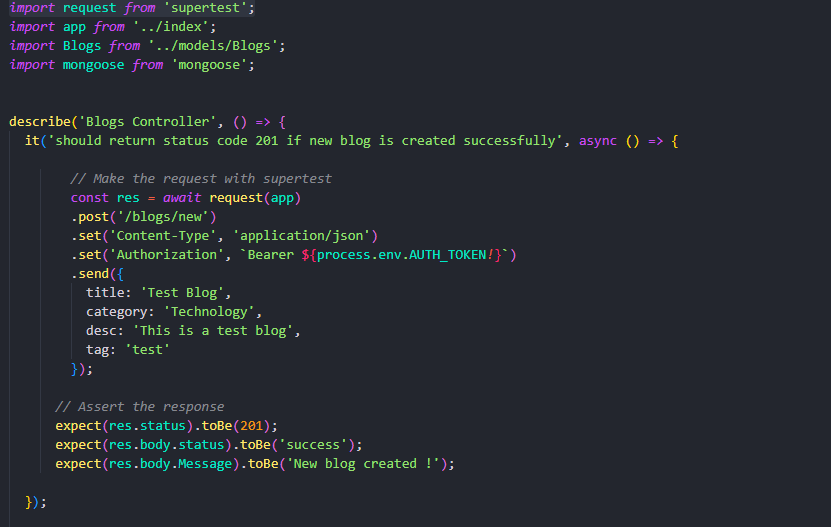 import request from 'supertest';
import app from '../index';
import Blogs from '../models/Blogs';
import mongoose from 'mongoose';
describe('Blogs Controller', () => {
it('should return status code 201 if new blog is created successfully', async () => {
// Make the request with supertest
const res = await request(app)
.post('/blogs/new')
.set('Content-Type', 'application/json')
.set('Authorization', `Bearer ${process.env.AUTH_TOKEN!}`)
.send({
title: 'Test Blog',
category: 'Technology',
desc: 'This is a test blog',
tag: 'test'
});
// Assert the response
expect(res.status).toBe(201);
expect(res.body.status).toBe('success');
expect(res.body.Message).toBe('New blog created !');
});